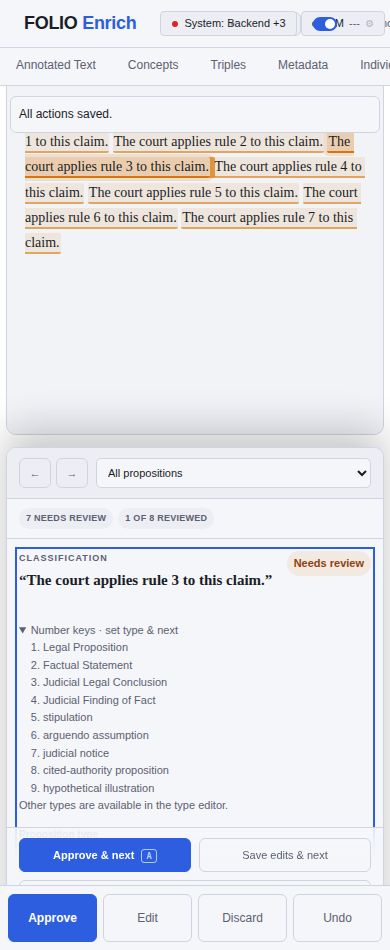 FOLIO Enrich
System: Backend +3
---
Annotated Text Concepts Triples Metadata Individ
All actions saved.
1 to this claim. The court applies rule 2 to this claim. The
court applies rule 3 to this claim. The court applies rule 4 to
this claim. The court applies rule 5 to this claim. The court
applies rule 6 to this claim. The court applies rule 7 to this
claim.
← → All propositions
7 NEEDS REVIEW 1 OF 8 REVIEWED
CLASSIFICATION
Needs review
“The court applies rule 3 to this claim.”
▼ Number keys · set type & next
1. Legal Proposition
2. Factual Statement
3. Judicial Legal Conclusion
4. Judicial Finding of Fact
5. stipulation
6. arguendo assumption
7. judicial notice
8. cited-authority proposition
9. hypothetical illustration
Other types are available in the type editor.
Proposition type
Approve & next A Save edits & next
Approve Edit Discard Undo